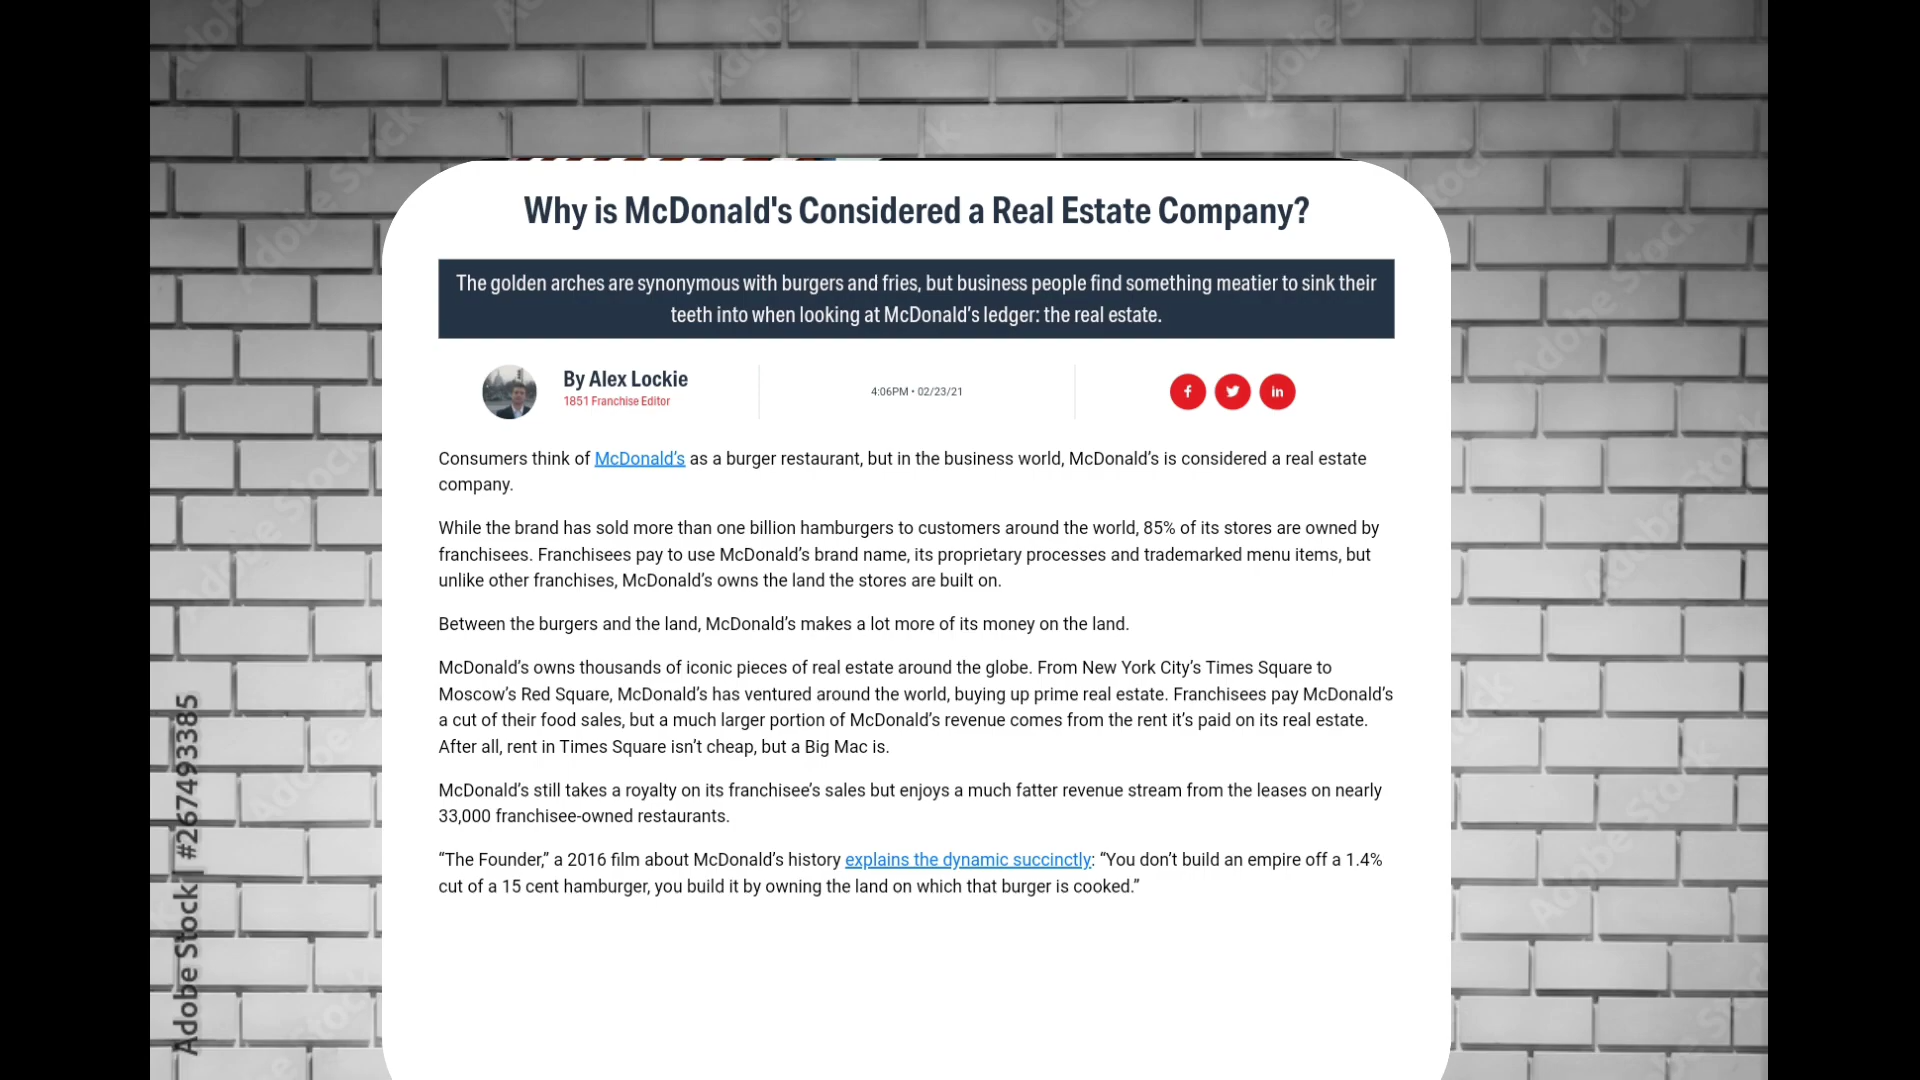 Why is McDonald's Considered a Real Estate Company?
The golden arches are synonymous with burgers and fries, but business people find something meatier to sink their
teeth into when looking at McDonald’s ledger: the real estate.
By Alex Lockie
1851 Franchise Editor
4:06PM • 02/23/21
f
in
Consumers think of McDonald’s as a burger restaurant, but in the business world, McDonald’s is considered a real estate
company.
While the brand has sold more than one billion hamburgers to customers around the world, 85% of its stores are owned by
franchisees. Franchisees pay to use McDonald’s brand name, its proprietary processes and trademarked menu items, but
unlike other franchises, McDonald’s owns the land the stores are built on.
Between the burgers and the land, McDonald’s makes a lot more of its money on the land.
McDonald’s owns thousands of iconic pieces of real estate around the globe. From New York City’s Times Square to
Moscow’s Red Square, McDonald’s has ventured around the world, buying up prime real estate. Franchisees pay McDonald’s
a cut of their food sales, but a much larger portion of McDonald’s revenue comes from the rent it’s paid on its real estate.
After all, rent in Times Square isn’t cheap, but a Big Mac is.
McDonald’s still takes a royalty on its franchisee’s sales but enjoys a much fatter revenue stream from the leases on nearly
33,000 franchisee-owned restaurants.
“The Founder,” a 2016 film about McDonald’s history explains the dynamic succinctly: “You don’t build an empire off a 1.4%
cut of a 15 cent hamburger, you build it by owning the land on which that burger is cooked.”
Adobe Stock | #267493385